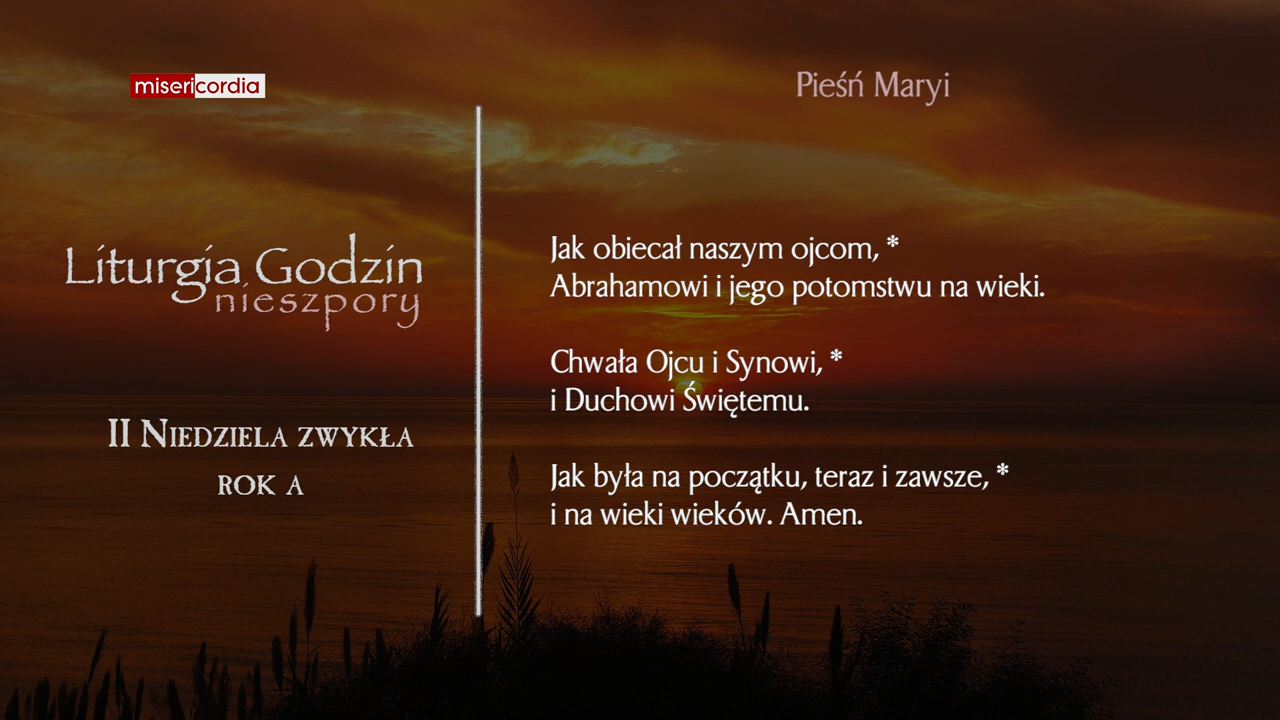 misericordia
Pieśń Maryi
Liturgia Godzin
nieszpory
II Niedziela zwykła
rok a
Jak obiecał naszym ojcom, *
Abrahamowi i jego potomstwu na wieki.
Chwała Ojcu i Synowi, *
i Duchowi Świętemu.
Jak była na początku, teraz i zawsze, *
i na wieki wieków. Amen.